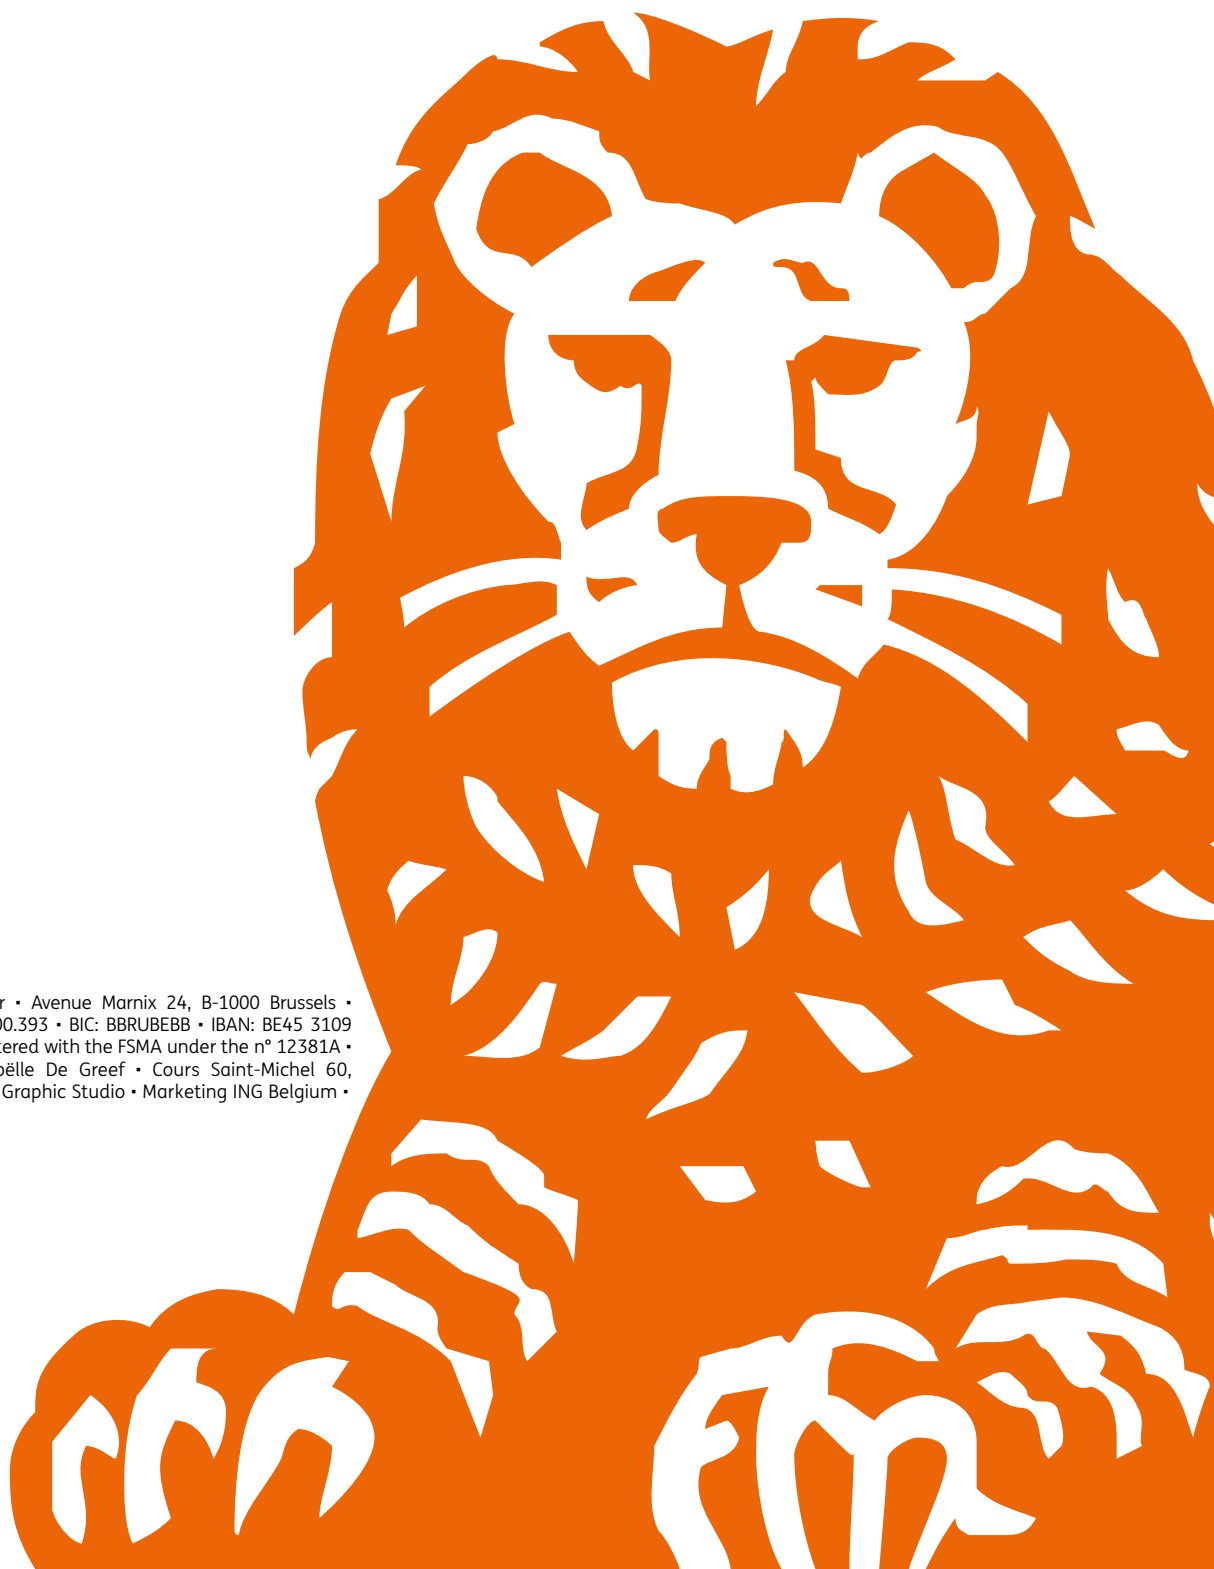 r • Avenue Marnix 24, B-1000 Brussels •
00.393 • BIC: BBRUBEBB • IBAN: BE45 3109
tered with the FSMA under the n° 12381A •
oëlle De Greef • Cours Saint-Michel 60,
Graphic Studio • Marketing ING Belgium •